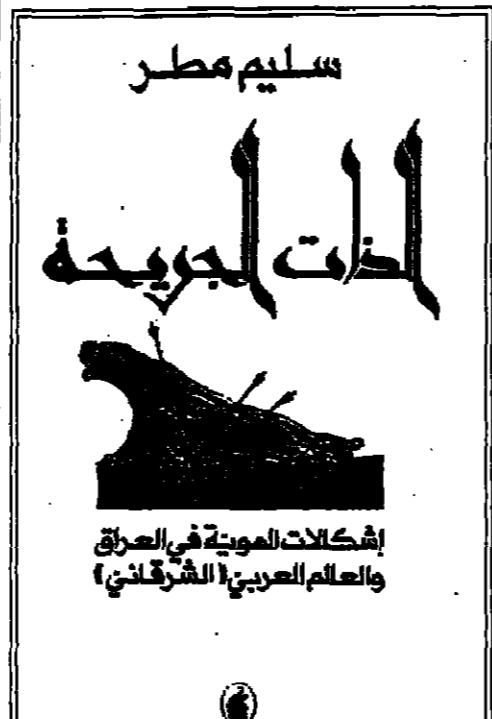 سليم مطر
الذات الجريحة
إشكالات الهوية في العراق
والعالم العربي «الشرقاني»